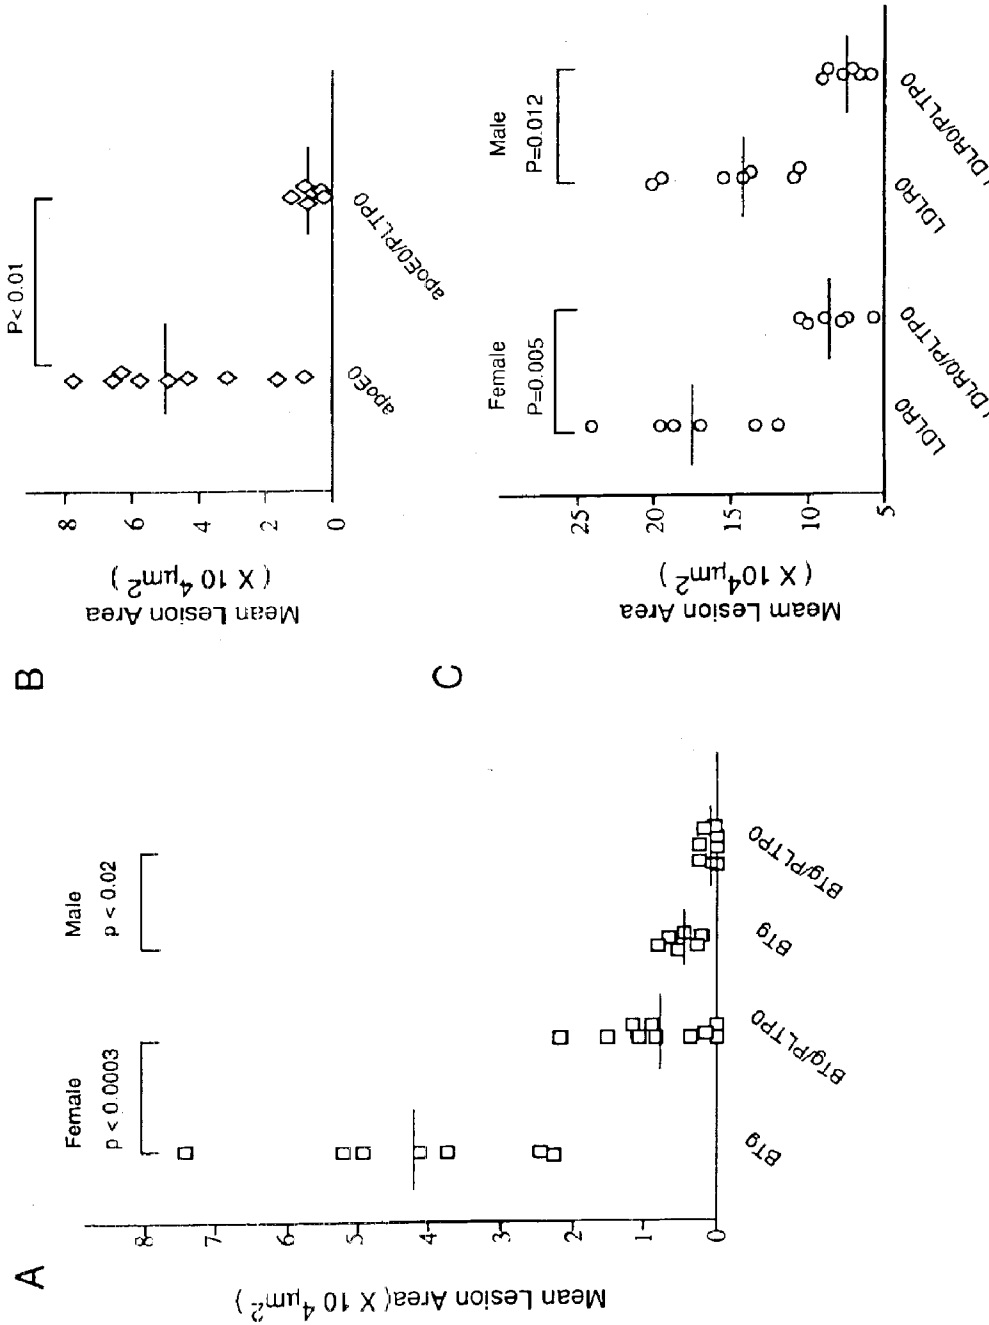 A
Female
Male
p < 0.0003
p < 0.02
8
7
6
5
4
3
2
1
0
Mean Lesion Area ( X 10 4µm2 )
BTg
BTg/PLTP0
BTg
BTg/PLTP0
B
P< 0.01
8
6
4
2
0
Mean Lesion Area
( X 10 4µm2 )
apoE0
apoE0/PLTP0
C
Female
Male
P=0.005
P=0.012
25
20
15
10
5
Meam Lesion Area
( X 10 4µm2 )
LDLR0
LDLR0/PLTP0
LDLR0
LDLR0/PLTP0